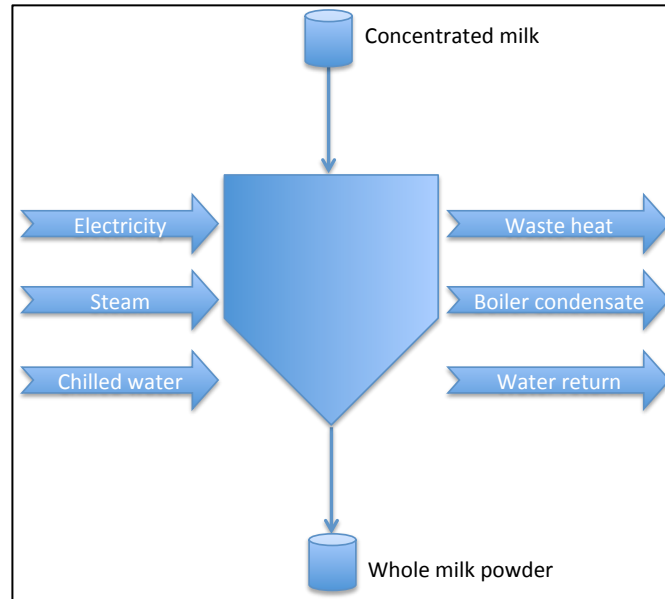 Concentrated milk
Electricity
Waste heat
Steam
Boiler condensate
Chilled water
Water return
Whole milk powder